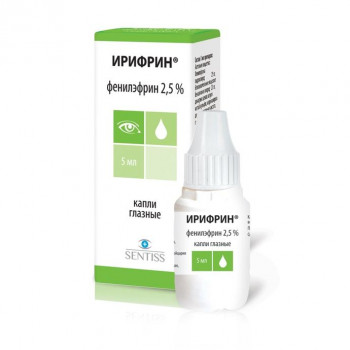 ИРИФРИН®
фенилэфрин 2,5 %
5 мл
капли
глазные
SENTISS
ИРИФРИН®
фенилэфрин 2,5 %
капли глазные
5 мл